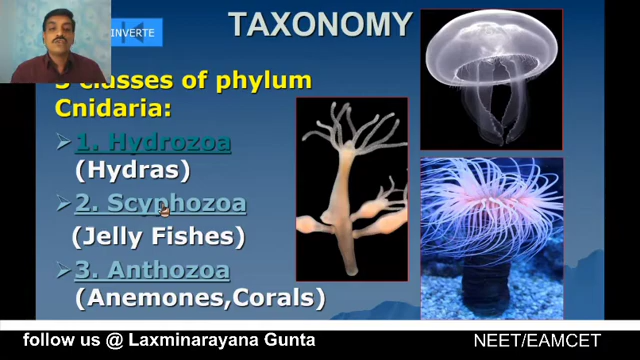 INVERTE
TAXONOMY
classes of phylum
Cnidaria:
1. Hydrozoa
(Hydras)
2. Scyphozoa
(Jelly Fishes)
3. Anthozoa
(Anemones,Corals)
follow us @ Laxminarayana Gunta
NEET/EAMCET